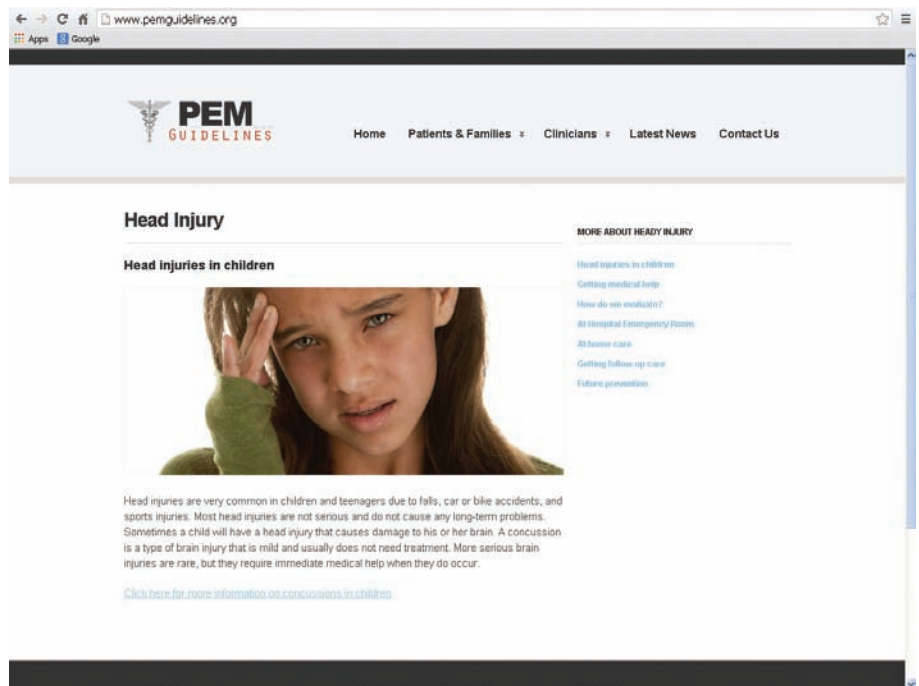 www.pemguidelines.org
Apps Google
PEM
GUIDELINES
Home Patients & Families Clinicians Latest News Contact Us
Head Injury
Head injuries in children
Head injuries are very common in children and teenagers due to falls, car or bike accidents, and
sports injuries. Most head injuries are not serious and do not cause any long-term problems.
Sometimes a child will have a head injury that causes damage to his or her brain. A concussion
is a type of brain injury that is mild and usually does not need treatment. More serious brain
injuries are rare, but they require immediate medical help when they do occur.
Click here for more information on concussions in children
MORE ABOUT HEADY INJURY
Head injuries in children
Getting medical help
How do we evaluate?
At Hospital Emergency Room
At home care
Getting follow up care
Future prevention